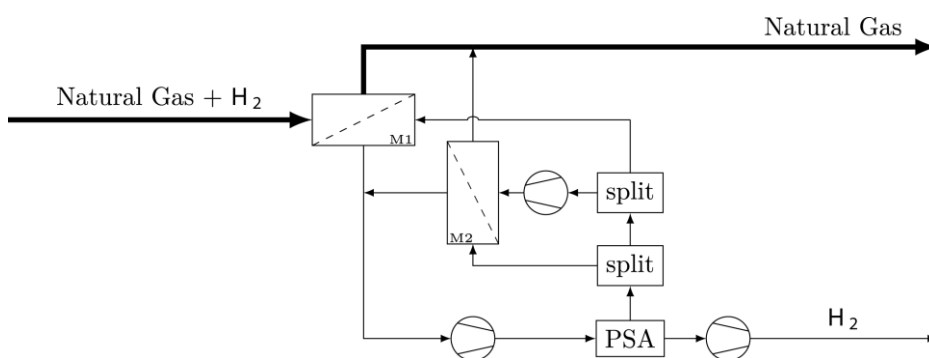 Natural Gas
Natural Gas + H₂
M1
split
M2
split
PSA
H₂